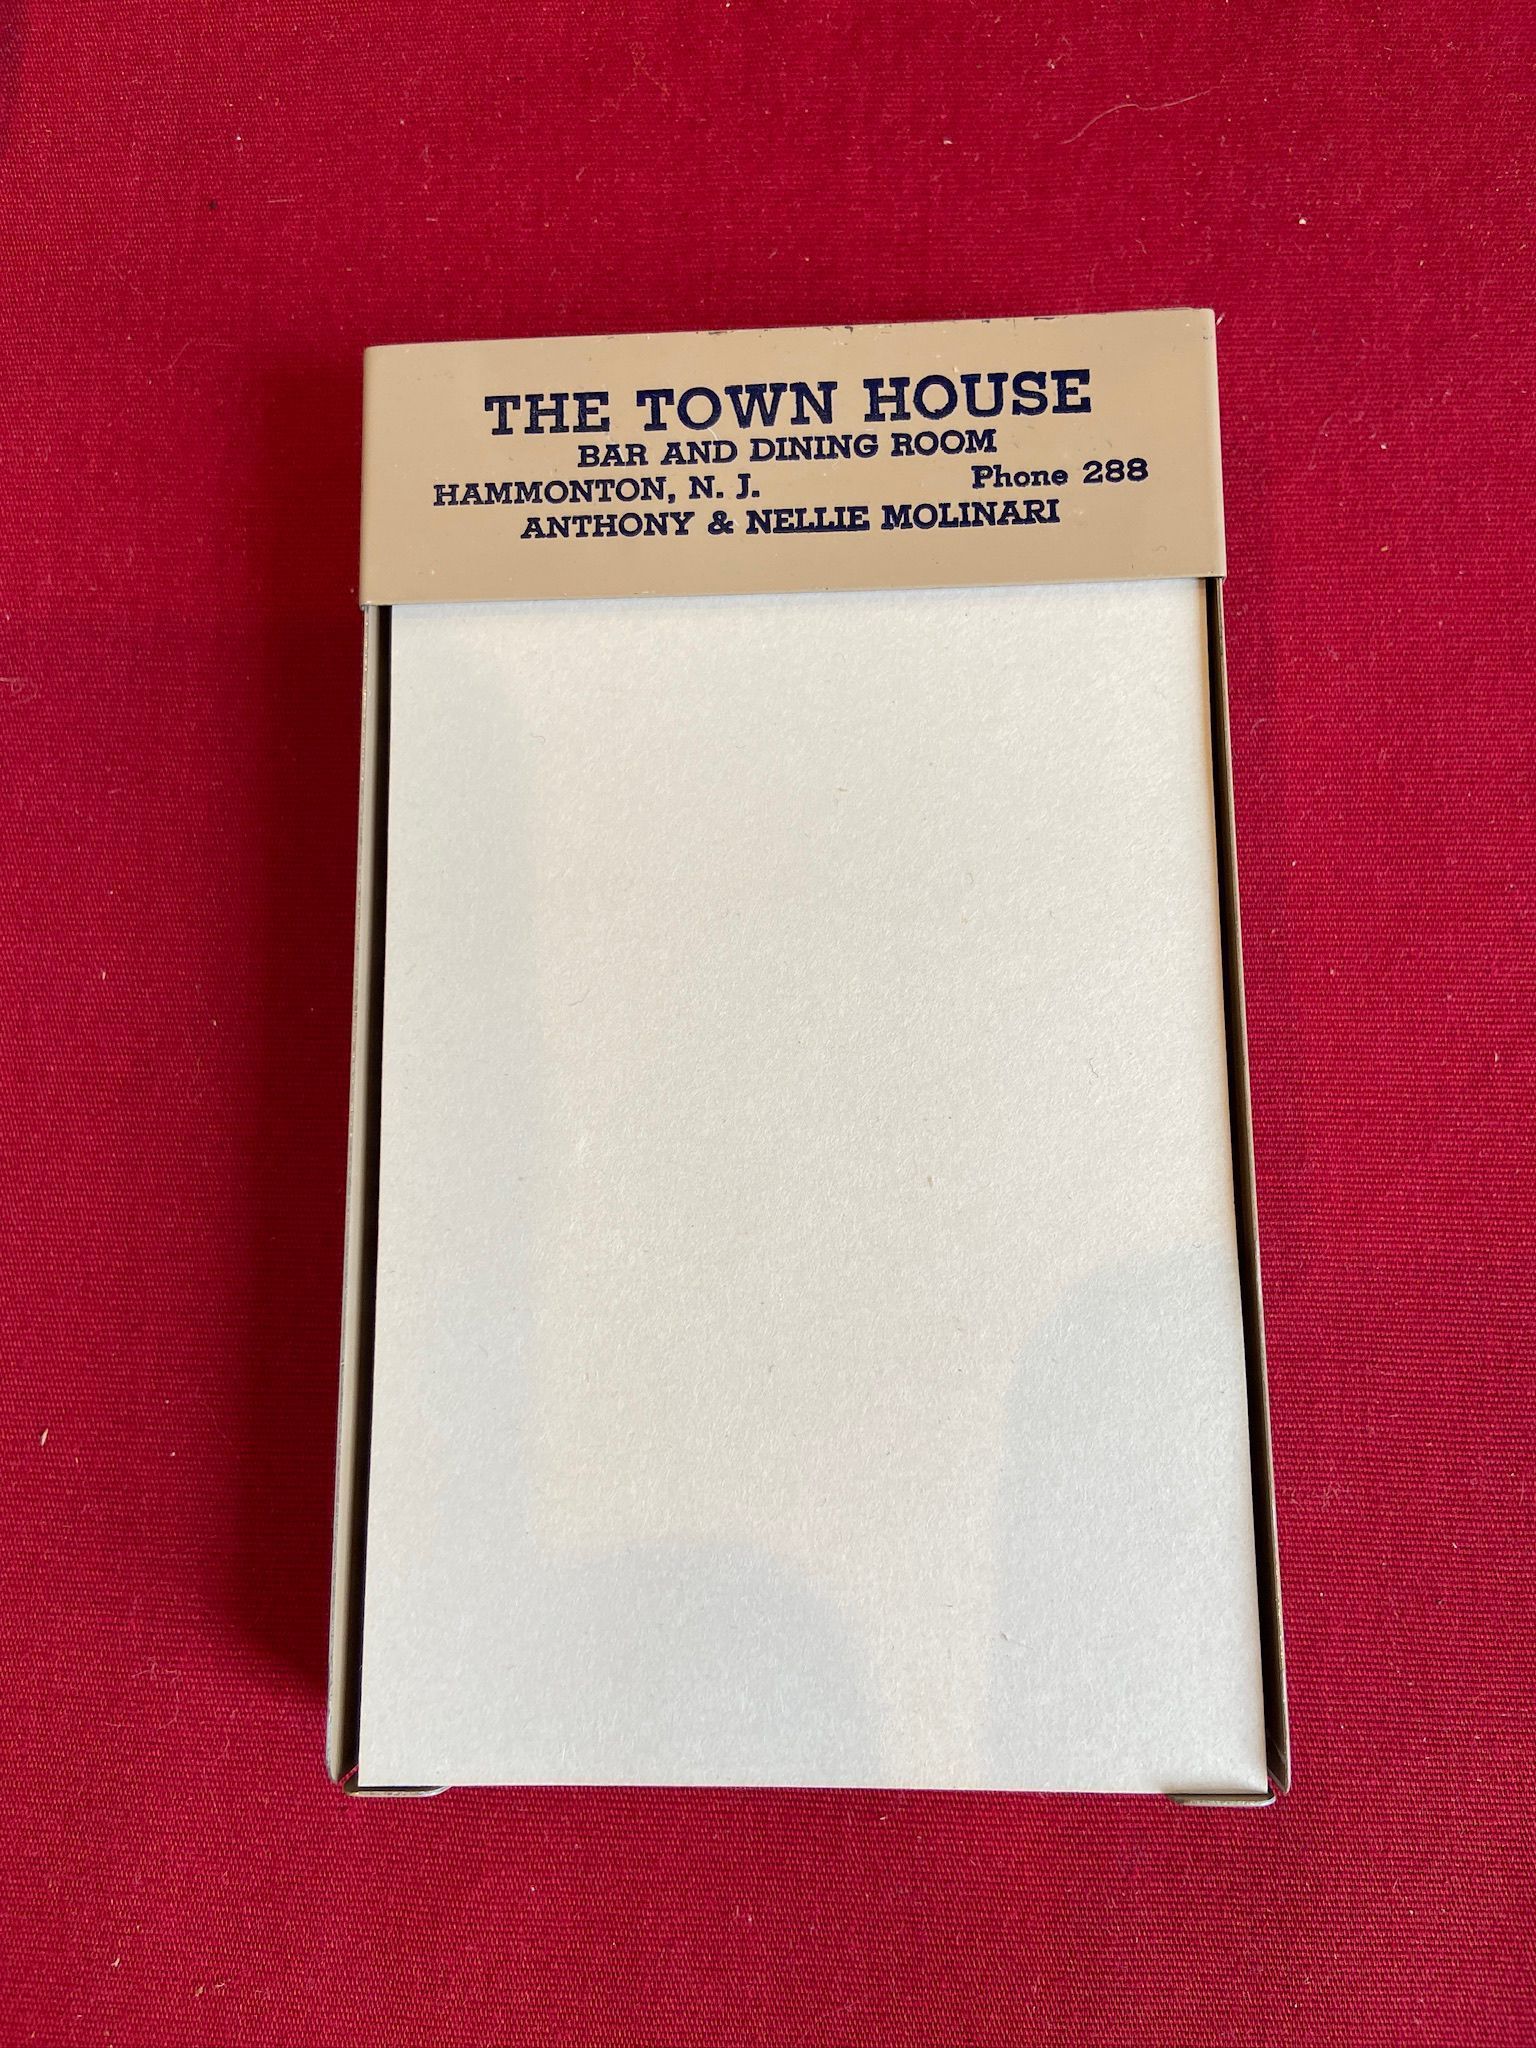 THE TOWN HOUSE
BAR AND DINING ROOM
HAMMONTON, N. J. Phone 288
ANTHONY & NELLIE MOLINARI